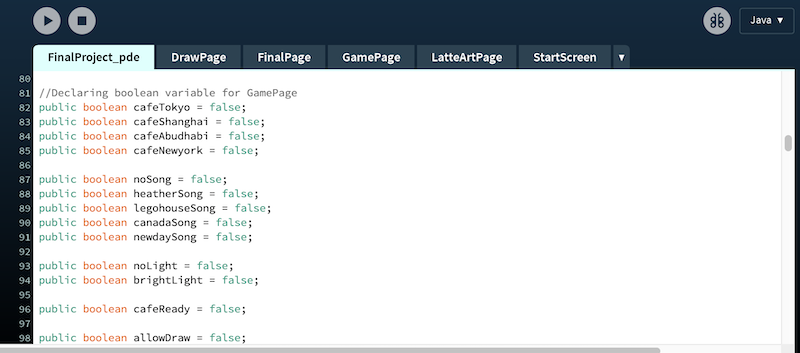 Java ▾
FinalProject_pde DrawPage FinalPage GamePage LatteArtPage StartScreen ▾
80
81 //Declaring boolean variable for GamePage
82 public boolean cafeTokyo = false;
83 public boolean cafeShanghai = false;
84 public boolean cafeAbudhabi = false;
85 public boolean cafeNewyork = false;
86
87 public boolean noSong = false;
88 public boolean heatherSong = false;
89 public boolean legohouseSong = false;
90 public boolean canadaSong = false;
91 public boolean newdaySong = false;
92
93 public boolean noLight = false;
94 public boolean brightLight = false;
95
96 public boolean cafeReady = false;
97
98 public boolean allowDraw = false;